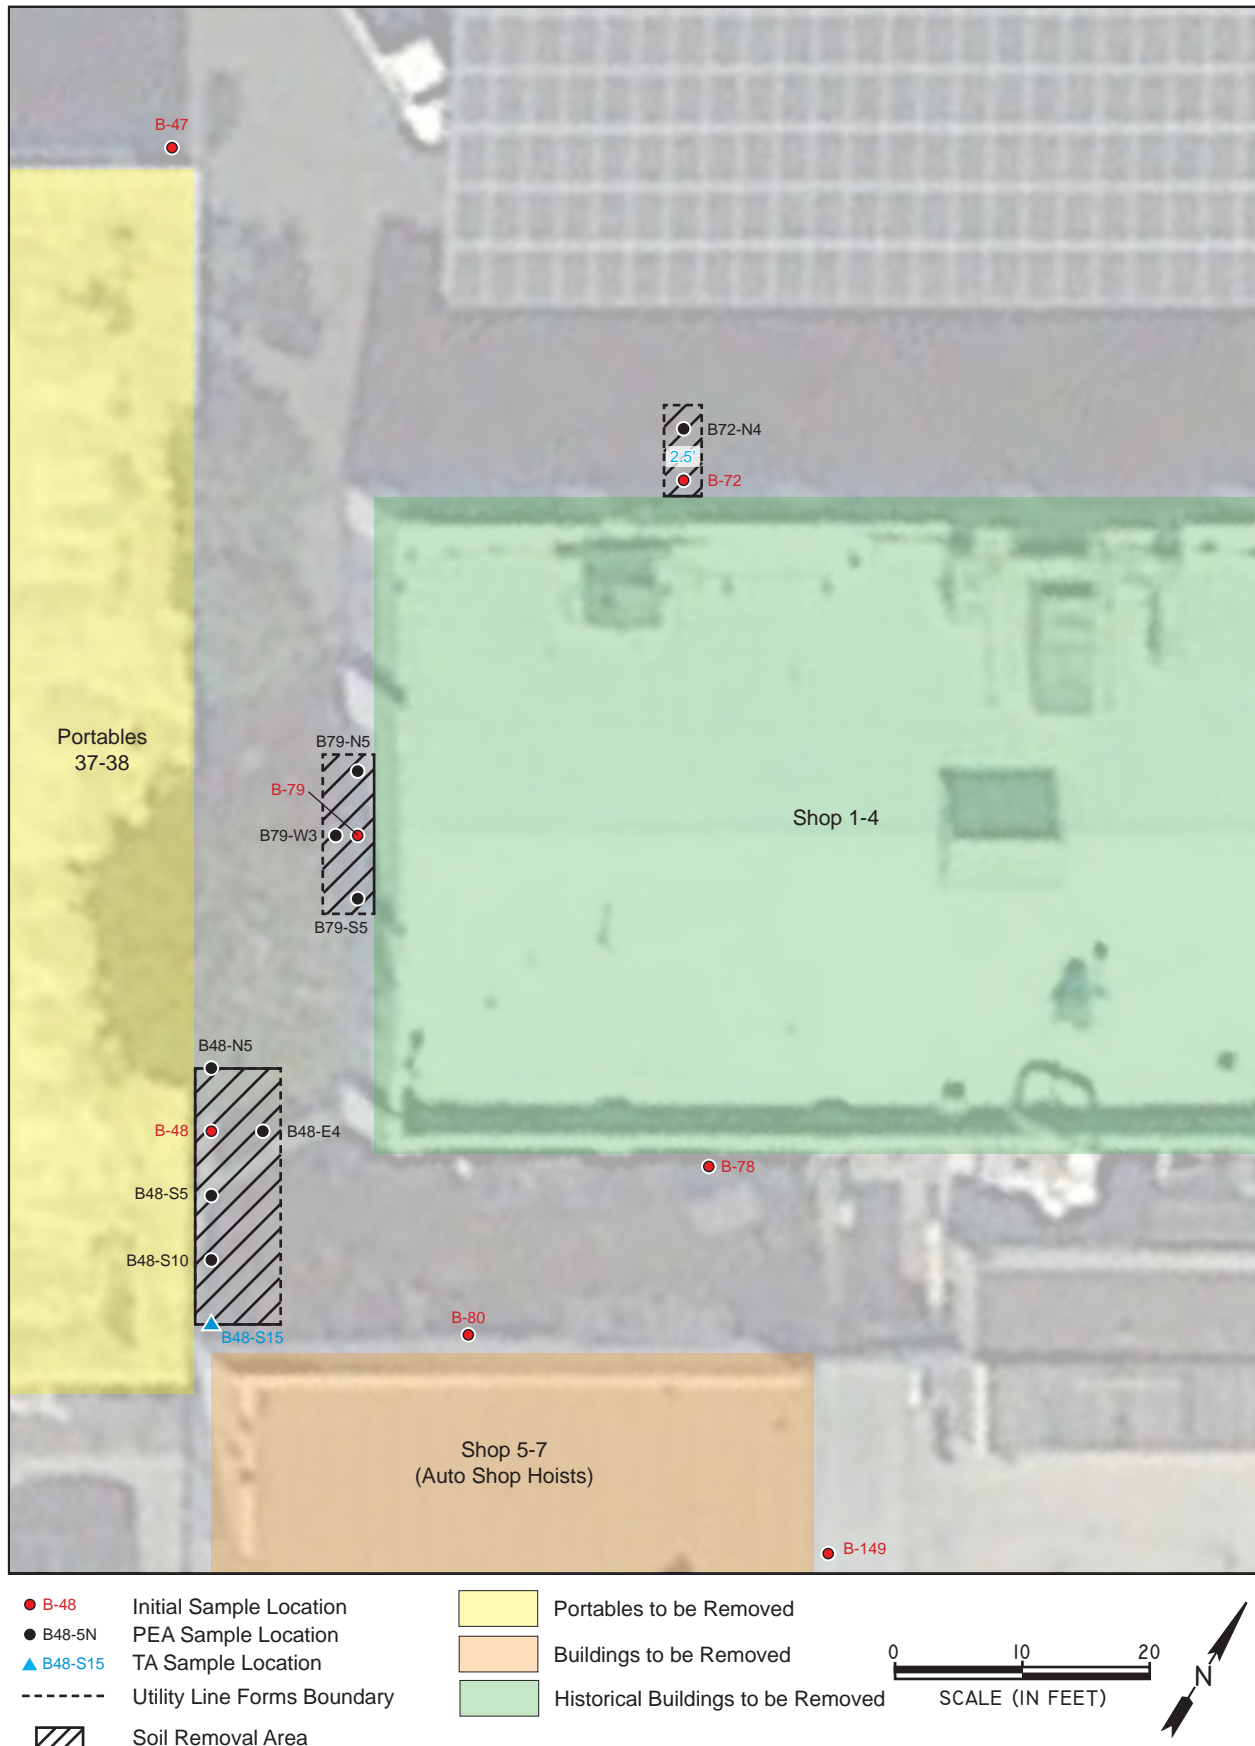 B-47
B72-N4
2.5'
B-72
Portables
37-38
B79-N5
B-79
B79-W3
Shop 1-4
B79-S5
B48-N5
B-48
B48-E4
B-78
B48-S5
B48-S10
B-80
B48-S15
Shop 5-7
(Auto Shop Hoists)
B-149
B-48 Initial Sample Location
B48-5N PEA Sample Location
B48-S15 TA Sample Location
Utility Line Forms Boundary
Soil Removal Area
Portables to be Removed
Buildings to be Removed
Historical Buildings to be Removed
0 10 20
SCALE (IN FEET)
N